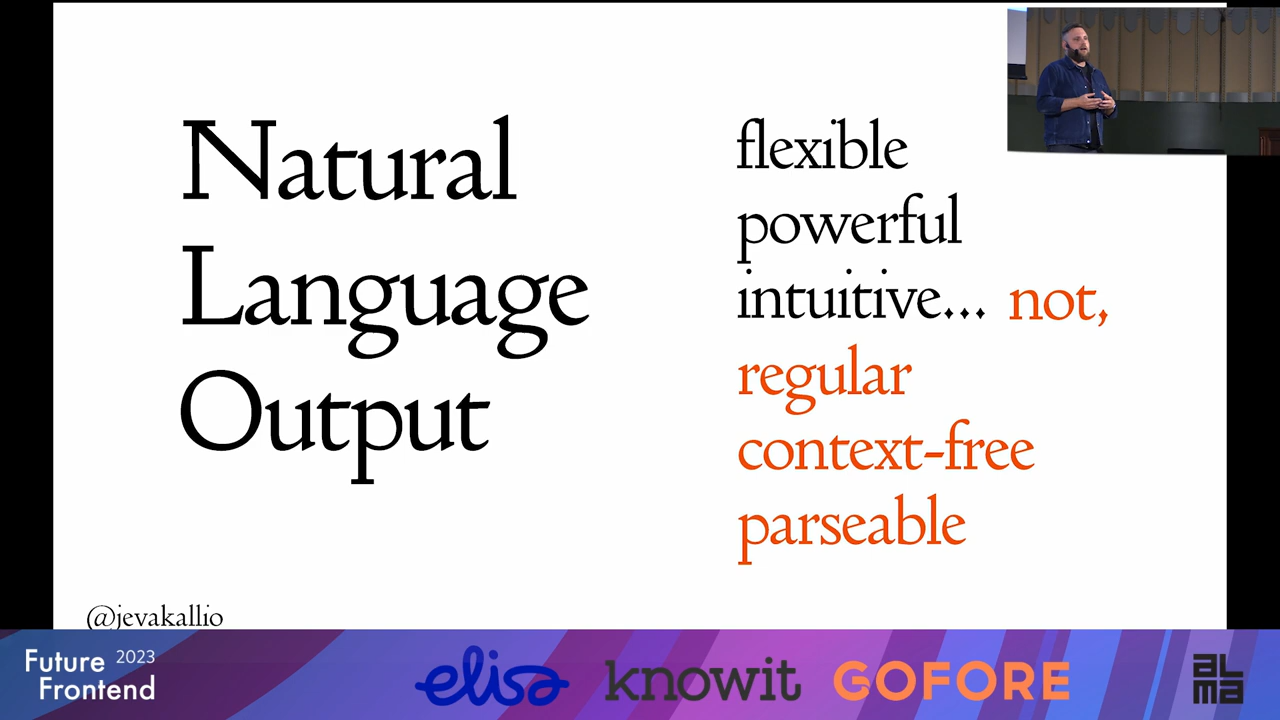 Natural
Language
Output
flexible
powerful
intuitive... not,
regular
context-free
parseable
@jevakallio
Future 2023
Frontend
elisa
knowit
GOFORE
ALMA